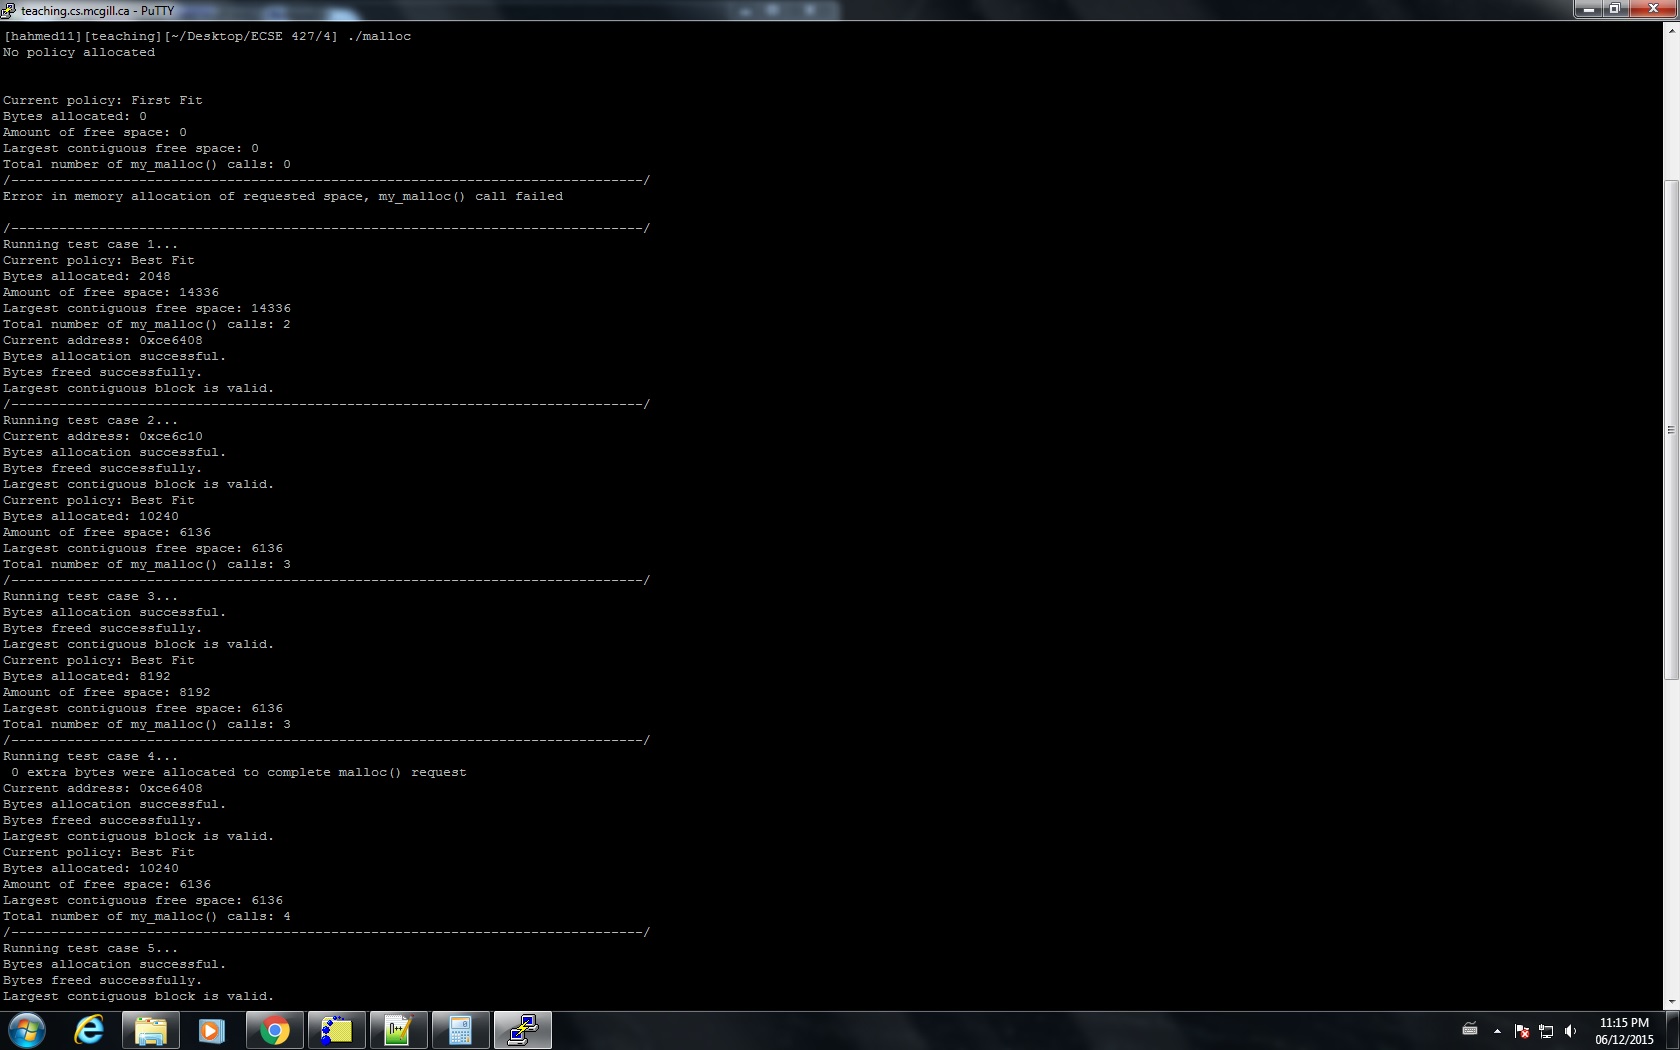 teaching.cs.mcgill.ca - PuTTY
[hahmed11][teaching][~/Desktop/ECSE 427/4] ./malloc
No policy allocated
Current policy: First Fit
Bytes allocated: 0
Amount of free space: 0
Largest contiguous free space: 0
Total number of my_malloc() calls: 0
/-------------------------------------------------------------------------------/
Error in memory allocation of requested space, my_malloc() call failed
/-------------------------------------------------------------------------------/
Running test case 1...
Current policy: Best Fit
Bytes allocated: 2048
Amount of free space: 14336
Largest contiguous free space: 14336
Total number of my_malloc() calls: 2
Current address: 0xce6408
Bytes allocation successful.
Bytes freed successfully.
Largest contiguous block is valid.
/-------------------------------------------------------------------------------/
Running test case 2...
Current address: 0xce6c10
Bytes allocation successful.
Bytes freed successfully.
Largest contiguous block is valid.
Current policy: Best Fit
Bytes allocated: 10240
Amount of free space: 6136
Largest contiguous free space: 6136
Total number of my_malloc() calls: 3
/-------------------------------------------------------------------------------/
Running test case 3...
Bytes allocation successful.
Bytes freed successfully.
Largest contiguous block is valid.
Current policy: Best Fit
Bytes allocated: 8192
Amount of free space: 8192
Largest contiguous free space: 6136
Total number of my_malloc() calls: 3
/-------------------------------------------------------------------------------/
Running test case 4...
0 extra bytes were allocated to complete malloc() request
Current address: 0xce6408
Bytes allocation successful.
Bytes freed successfully.
Largest contiguous block is valid.
Current policy: Best Fit
Bytes allocated: 10240
Amount of free space: 6136
Largest contiguous free space: 6136
Total number of my_malloc() calls: 4
/-------------------------------------------------------------------------------/
Running test case 5...
Bytes allocation successful.
Bytes freed successfully.
Largest contiguous block is valid.
11:15 PM
06/12/2015